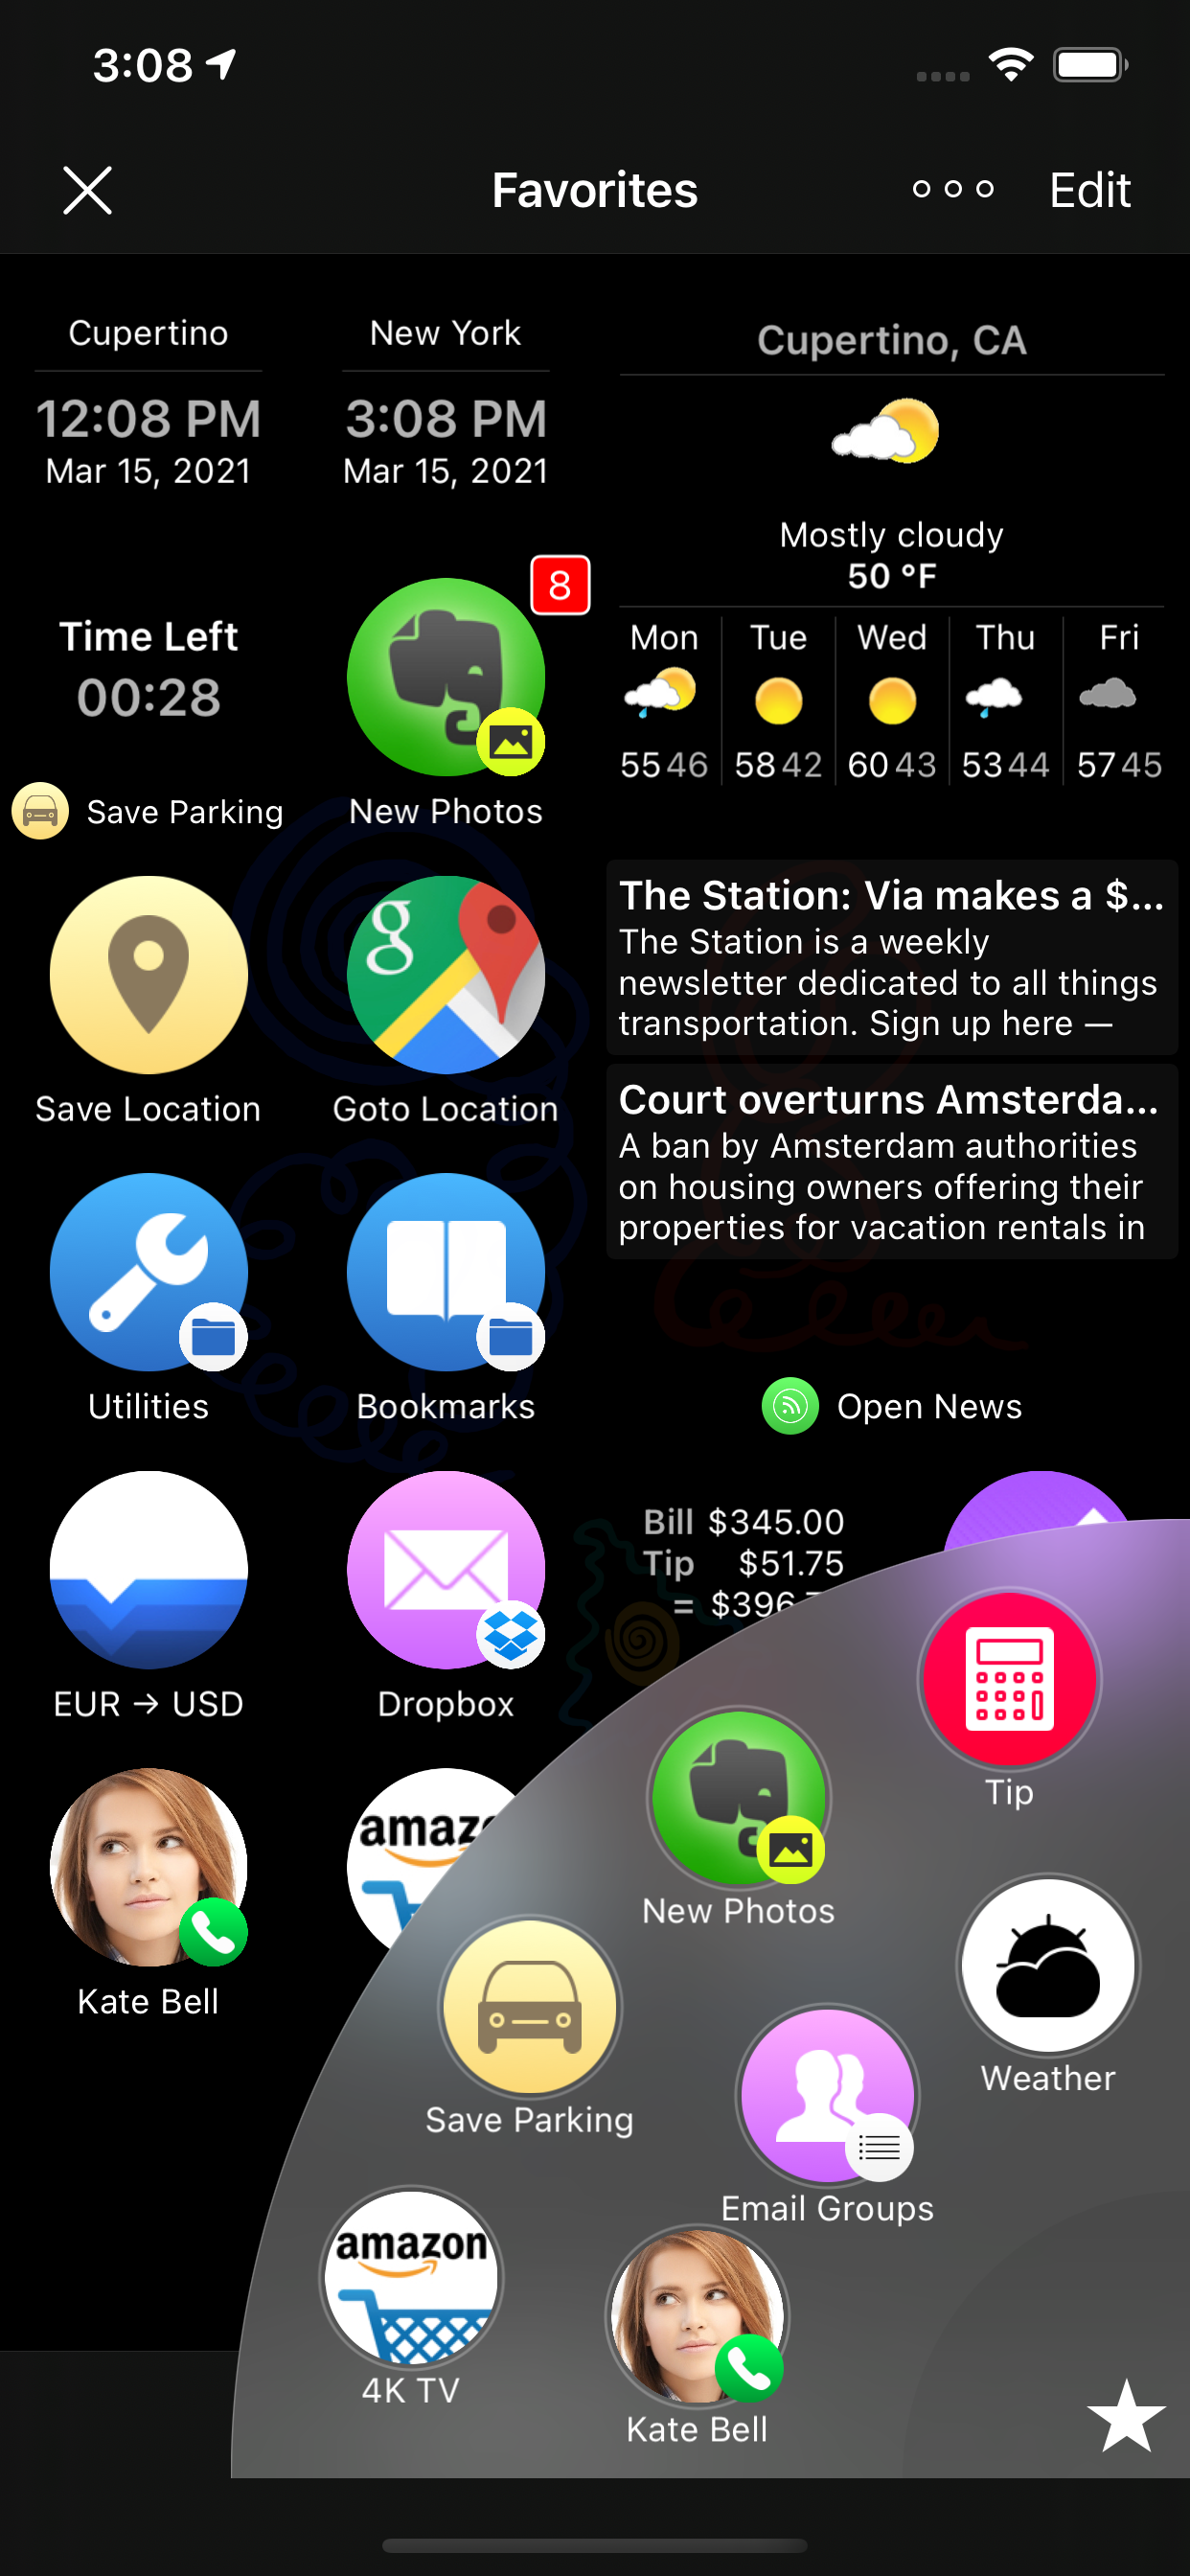 3:08
Favorites
Edit
Cupertino
12:08 PM
Mar 15, 2021
New York
3:08 PM
Mar 15, 2021
Cupertino, CA
Mostly cloudy
50 °F
Mon Tue Wed Thu Fri
55 46 58 42 60 43 53 44 57 45
Time Left
00:28
Save Parking
8
New Photos
Save Location
g
Goto Location
The Station: Via makes a $...
The Station is a weekly
newsletter dedicated to all things
transportation. Sign up here —
Court overturns Amsterda...
A ban by Amsterdam authorities
on housing owners offering their
properties for vacation rentals in
Open News
Utilities
Bookmarks
EUR → USD
Dropbox
Bill $345.00
Tip $51.75
= $396.
Kate Bell
amaz
Tip
New Photos
Weather
Save Parking
Email Groups
amazon
4K TV
Kate Bell